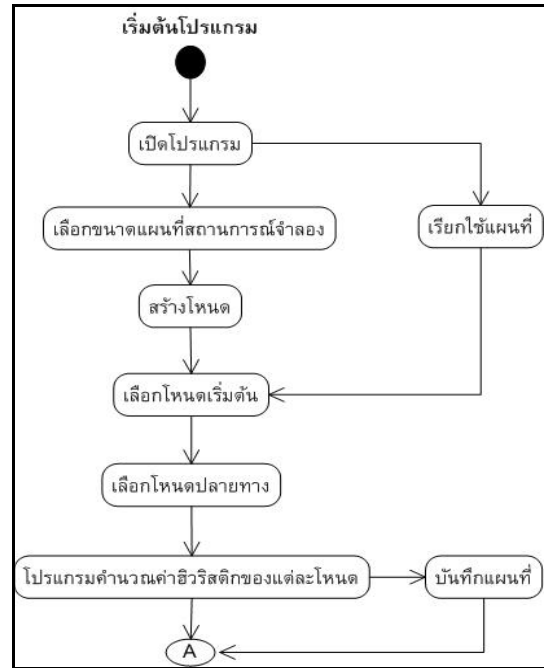 เริ่มต้นโปรแกรม
เปิดโปรแกรม
เลือกขนาดแผนที่สถานการณ์จำลอง
เรียกใช้แผนที่
สร้างโหนด
เลือกโหนดเริ่มต้น
เลือกโหนดปลายทาง
โปรแกรมคำนวณค่าฮิวริสติกของแต่ละโหนด
บันทึกแผนที่
A